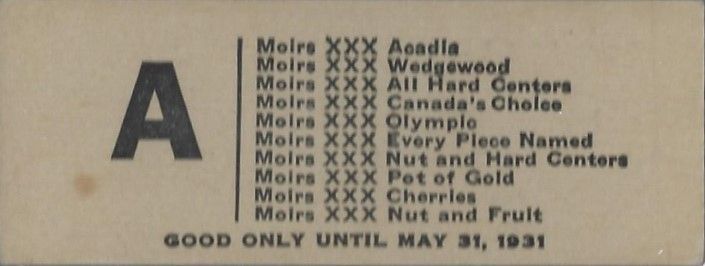 A
Moirs XXX Acadia
Moirs XXX Wedgewood
Moirs XXX All Hard Centers
Moirs XXX Canada's Choice
Moirs XXX Olympic
Moirs XXX Every Piece Named
Moirs XXX Nut and Hard Centers
Moirs XXX Pot of Gold
Moirs XXX Cherries
Moirs XXX Nut and Fruit
GOOD ONLY UNTIL MAY 31, 1931